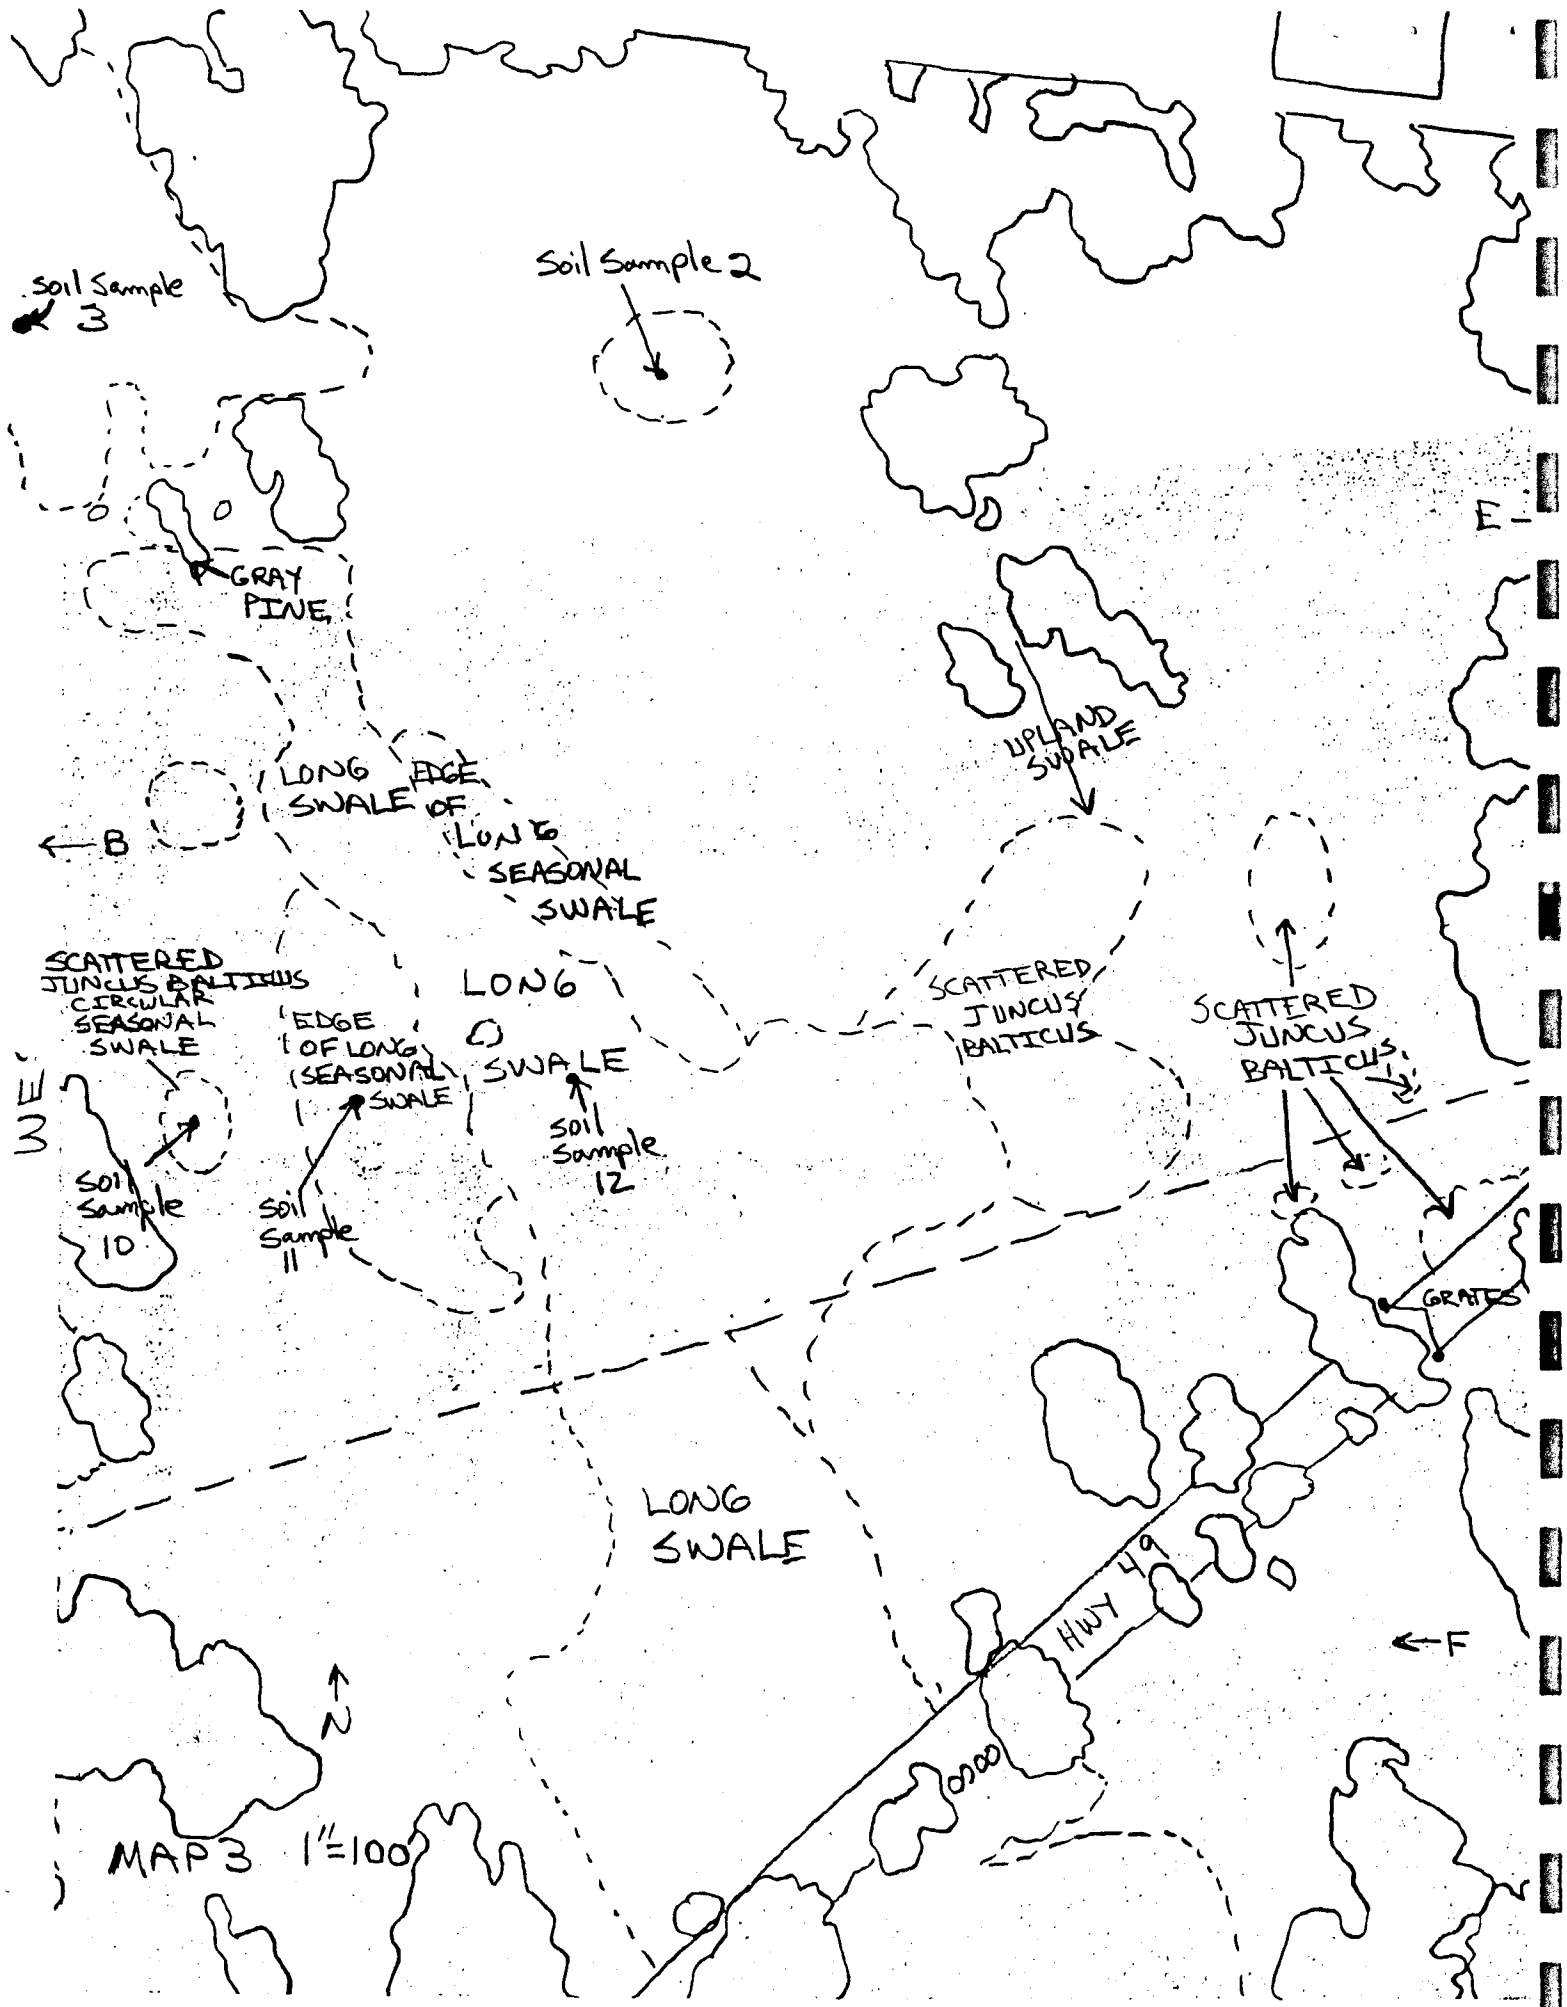 Soil Sample 2
Soil Sample
3
E -
GRAY
PINE
UPLAND
SWALE
LONG
SWALE
EDGE
OF
LONG
SEASONAL
SWALE
← B
SCATTERED
JUNCUS BALTICUS
CIRCULAR
SEASONAL
SWALE
EDGE
OF LONG
SEASONAL
SWALE
LONG
SWALE
SCATTERED
JUNCUS
BALTICUS
SCATTERED
JUNCUS
BALTICUS
Soil
Sample
10
Soil
Sample
11
Soil
Sample
12
GRATES
LONG
SWALE
HWY 49
← F
N
MAP 3 1"=100'